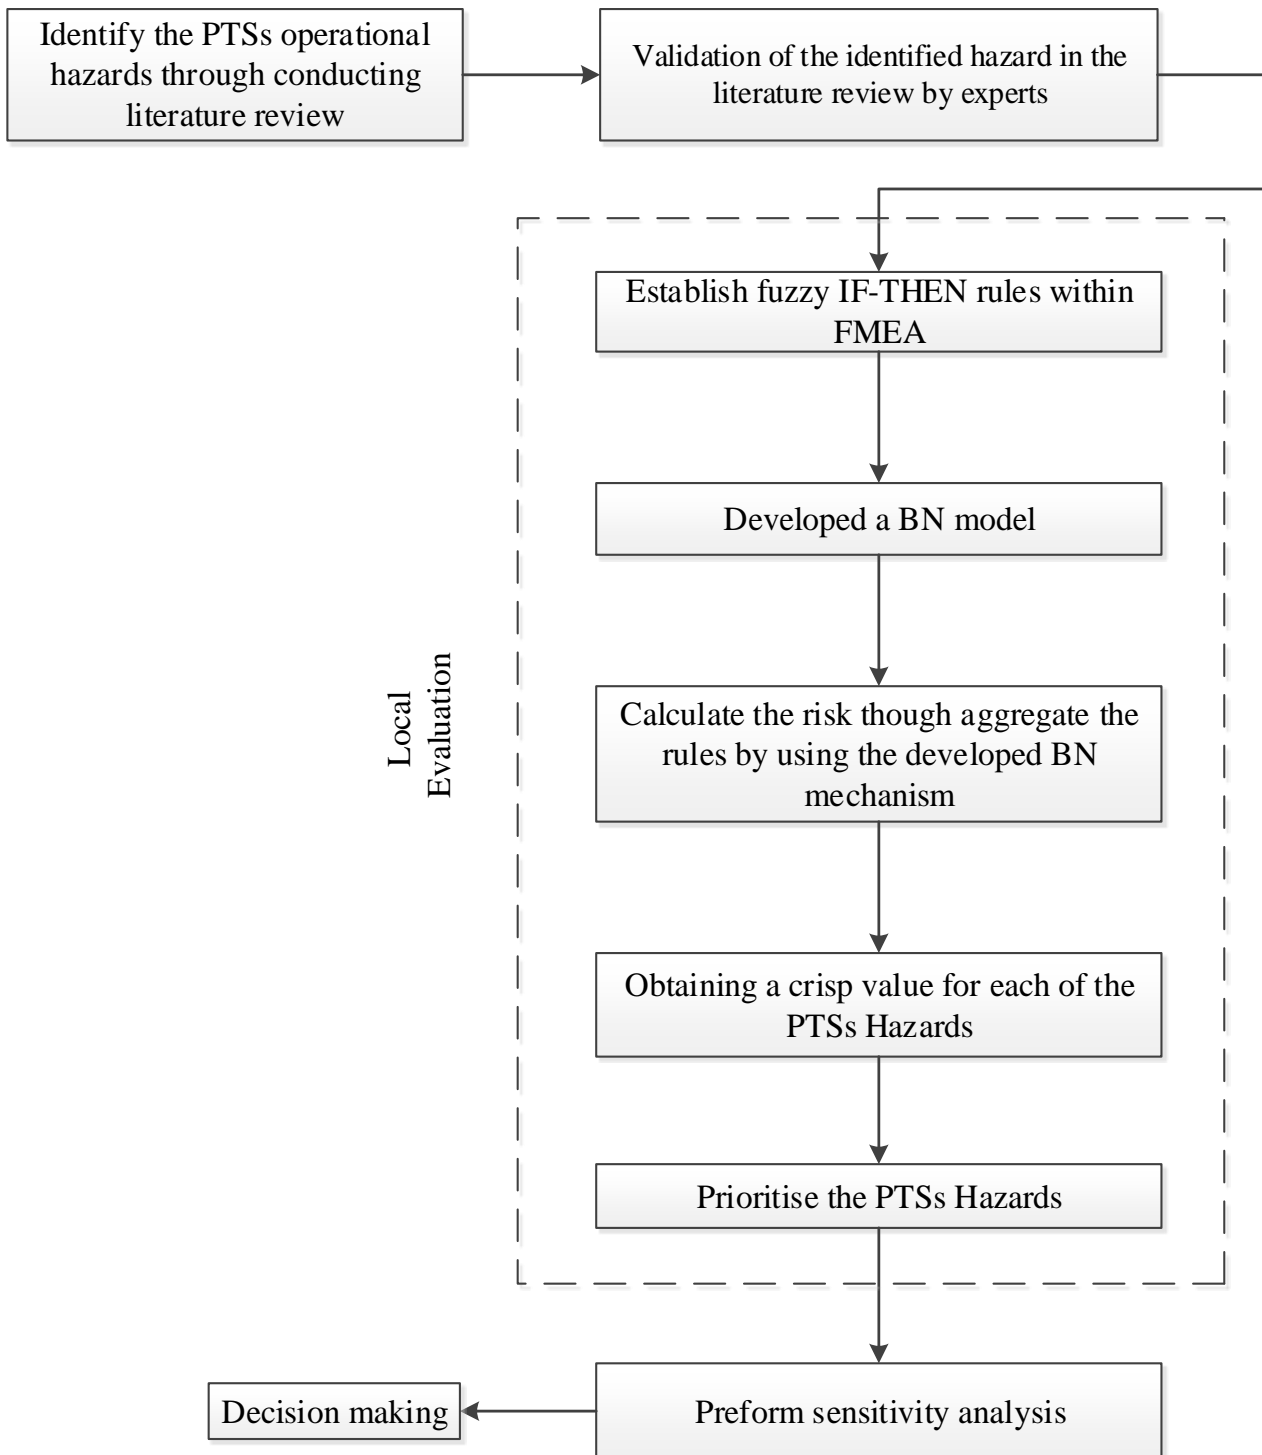 Identify the PTSs operational
hazards through conducting
literature review
Validation of the identified hazard in the
literature review by experts
Establish fuzzy IF-THEN rules within
FMEA
Developed a BN model
Local
Evaluation
Calculate the risk though aggregate the
rules by using the developed BN
mechanism
Obtaining a crisp value for each of the
PTSs Hazards
Prioritise the PTSs Hazards
Decision making
Preform sensitivity analysis